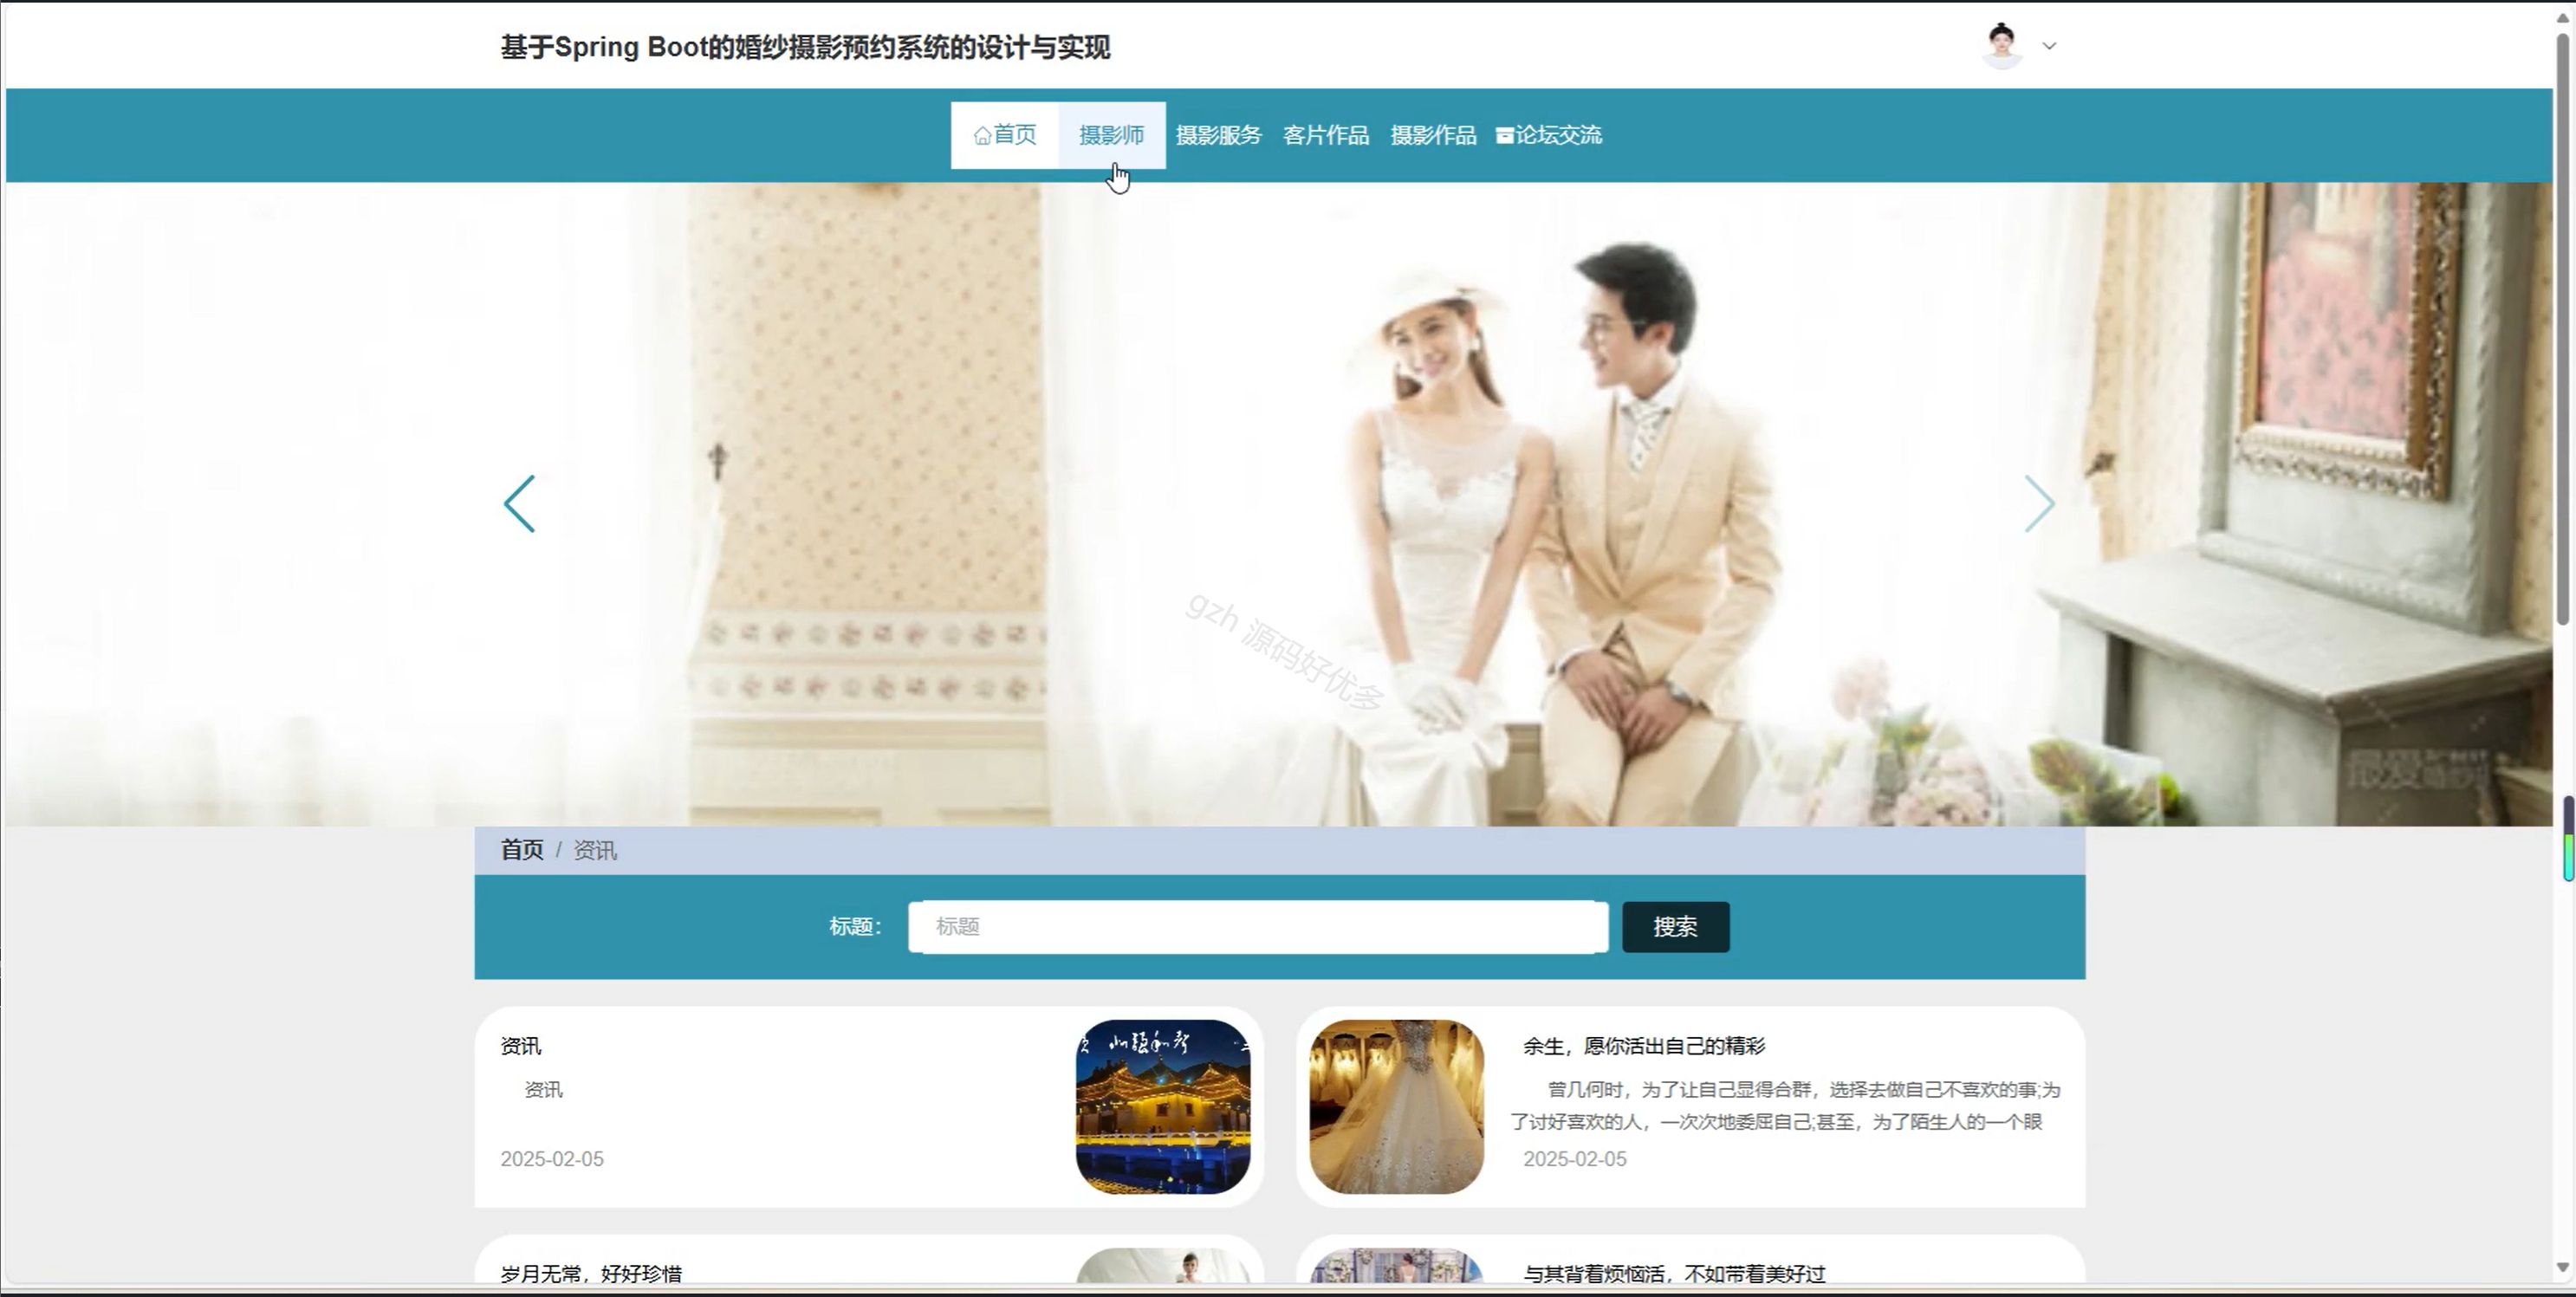 基于Spring Boot的婚纱摄影预约系统的设计与实现
首页 摄影师 摄影服务 客片作品 摄影作品 论坛交流
gzh 源码好优多
首页 / 资讯
标题： 标题 搜索
资讯
资讯
2025-02-05
余生，愿你活出自己的精彩
曾几何时，为了让自己显得合群，选择去做自己不喜欢的事;为
了讨好喜欢的人，一次次地委屈自己;甚至，为了陌生人的一个眼
2025-02-05
岁月无常，好好珍惜
与其背着烦恼活，不如带着美好过